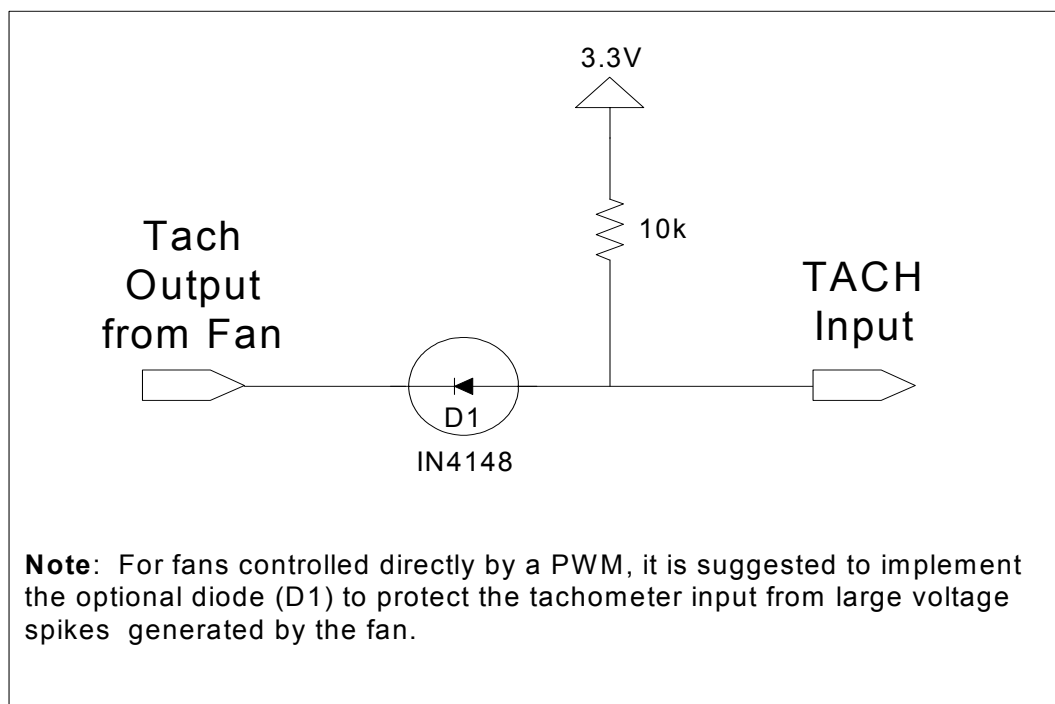 3.3V
10k
Tach
Output
from Fan
TACH
Input
D1
IN4148
Note: For fans controlled directly by a PWM, it is suggested to implement
the optional diode (D1) to protect the tachometer input from large voltage
spikes generated by the fan.